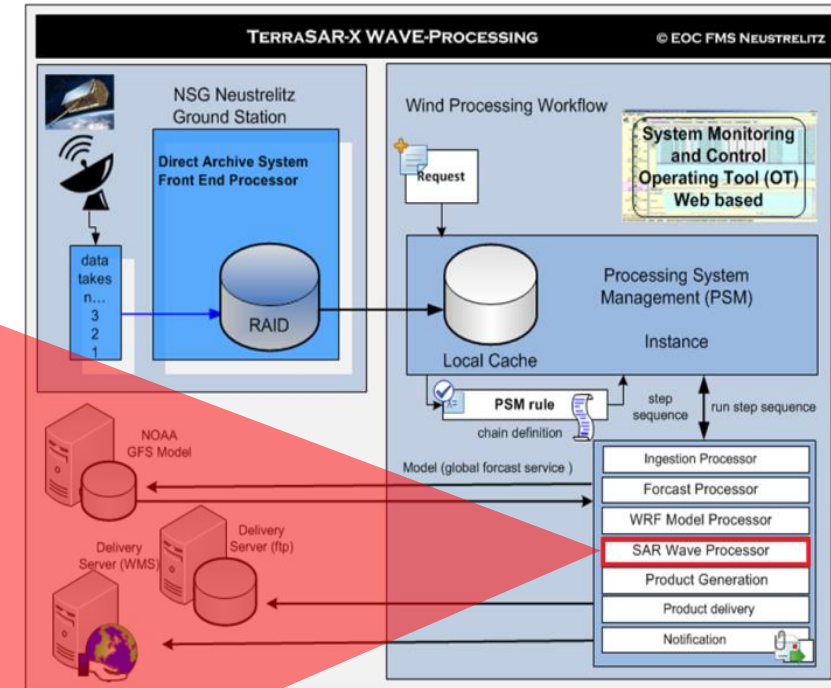 TERRASAR-X WAVE-PROCESSING
© EOC FMS NEUSTRELITZ
NSG Neustrelitz
Ground Station
Direct Archive System
Front End Processor
data
takes
n...
3
2
1
RAID
Wind Processing Workflow
Request
System Monitoring
and Control
Operating Tool (OT)
Web based
Processing System
Management (PSM)
Instance
Local Cache
PSM rule
chain definition
step
sequence
run step sequence
NOAA
GFS Model
Model (global forcast service )
Delivery
Server (ftp)
Delivery
Server (WMS)
Ingestion Processor
Forcast Processor
WRF Model Processor
SAR Wave Processor
Product Generation
Product delivery
Notification